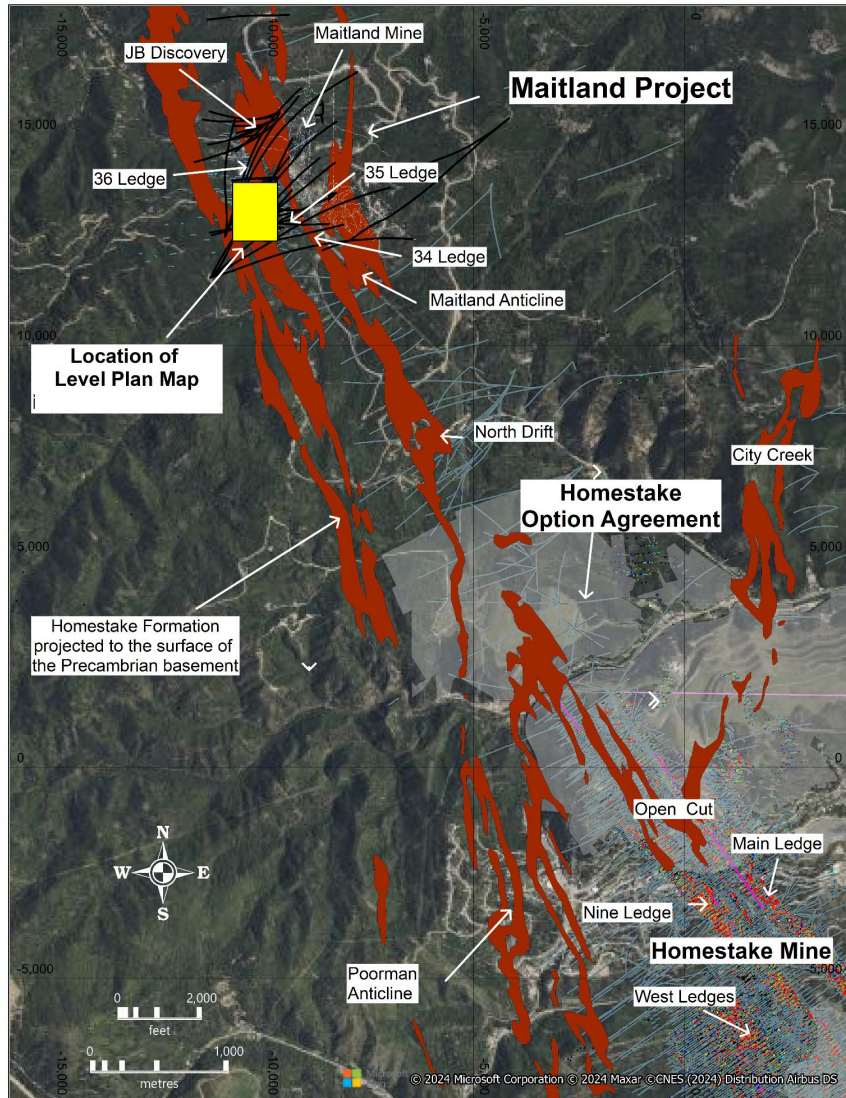 -15,000
-10,000
-5,000
0
JB Discovery
Maitland Mine
Maitland Project
15,000
15,000
36 Ledge
35 Ledge
34 Ledge
Maitland Anticline
10,000
10,000
Location of
Level Plan Map
i
North Drift
City Creek
Homestake
Option Agreement
5,000
5,000
Homestake Formation
projected to the surface of
the Precambrian basement
0
0
Open Cut
Main Ledge
N
W
E
S
Nine Ledge
Homestake Mine
Poorman
Anticline
-5,000
-5,000
West Ledges
0
2,000
feet
0
1,000
metres
-15,000
-10,000
-5,000
0
Microsoft
Bing
© 2024 Microsoft Corporation © 2024 Maxar ©CNES (2024) Distribution Airbus DS